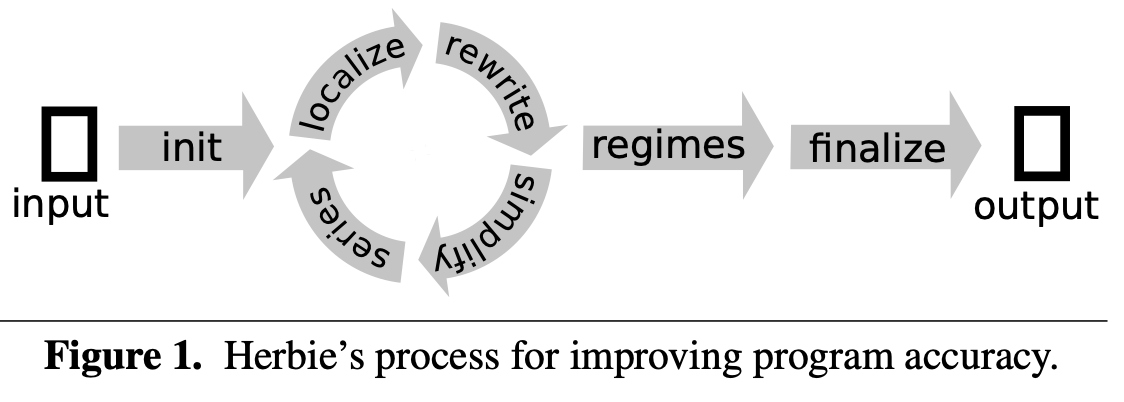 input
init
localize
rewrite
simplify
series
regimes
finalize
output
Figure 1. Herbie’s process for improving program accuracy.